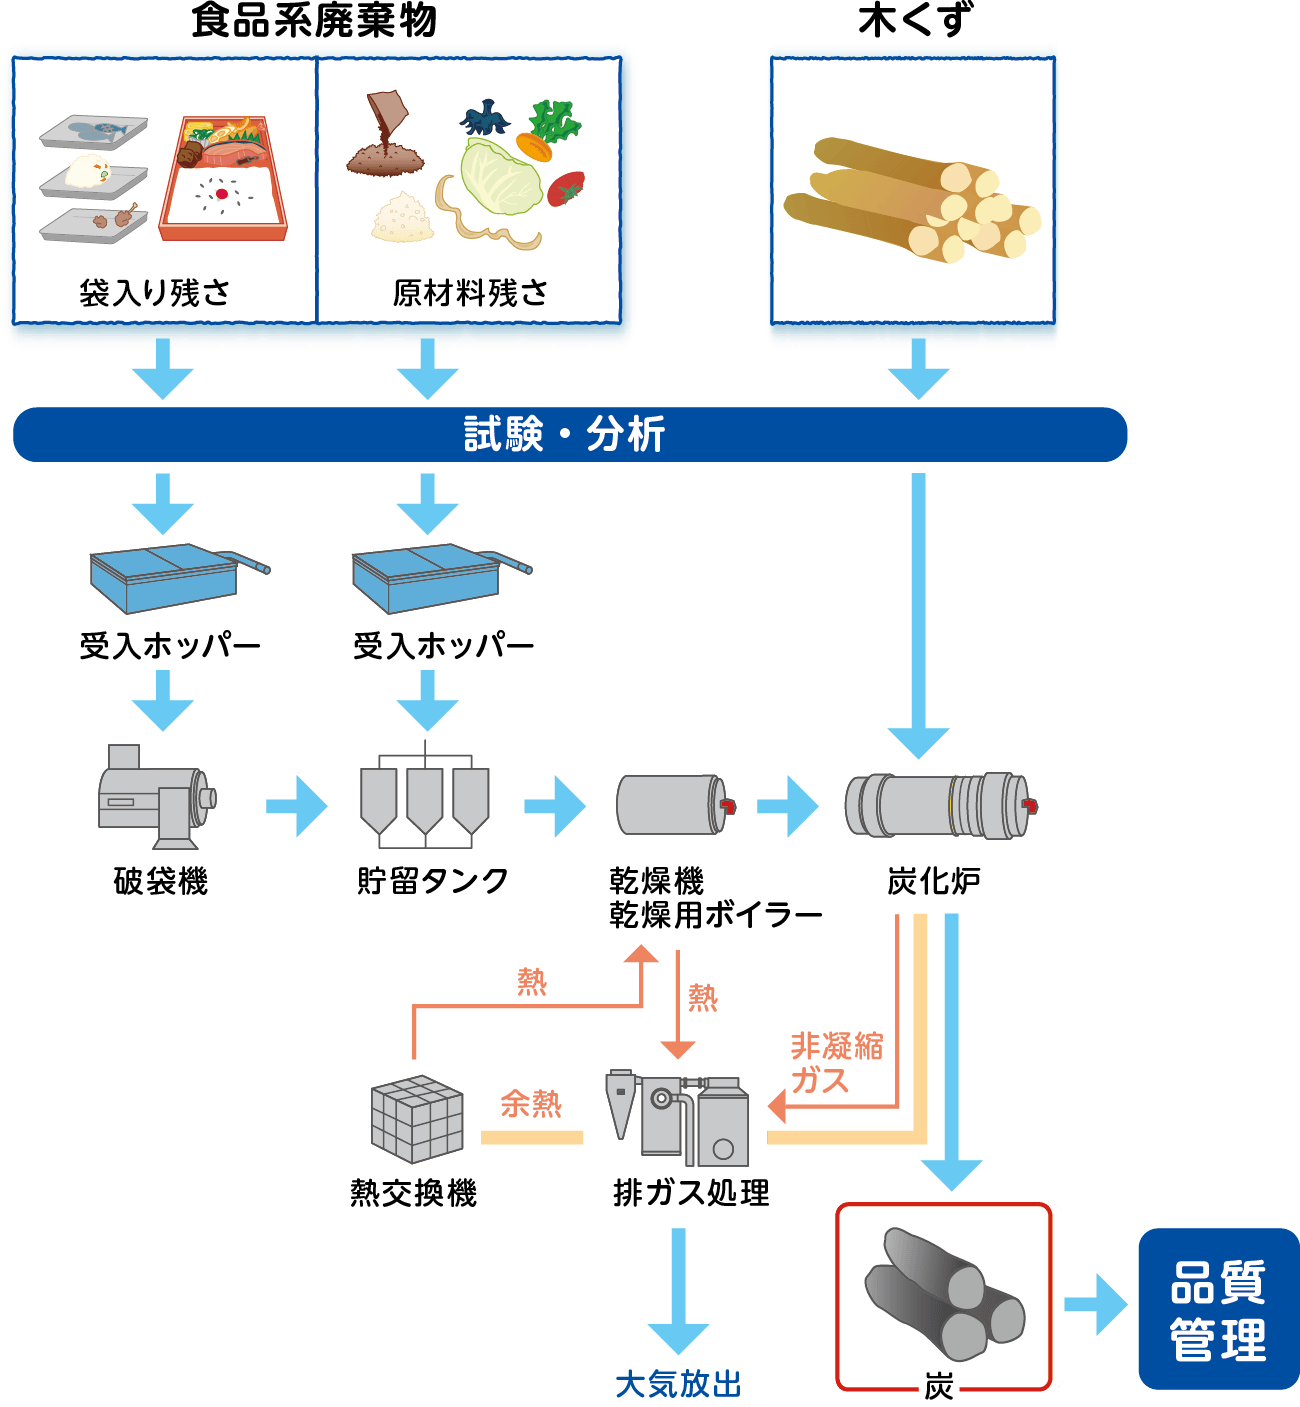 食品系廃棄物
木くず
袋入り残さ
原材料残さ
試験・分析
受入ホッパー
受入ホッパー
破袋機
貯留タンク
乾燥機
乾燥用ボイラー
炭化炉
熱
熱
非凝縮
ガス
余熱
熱交換機
排ガス処理
大気放出
炭
品質
管理